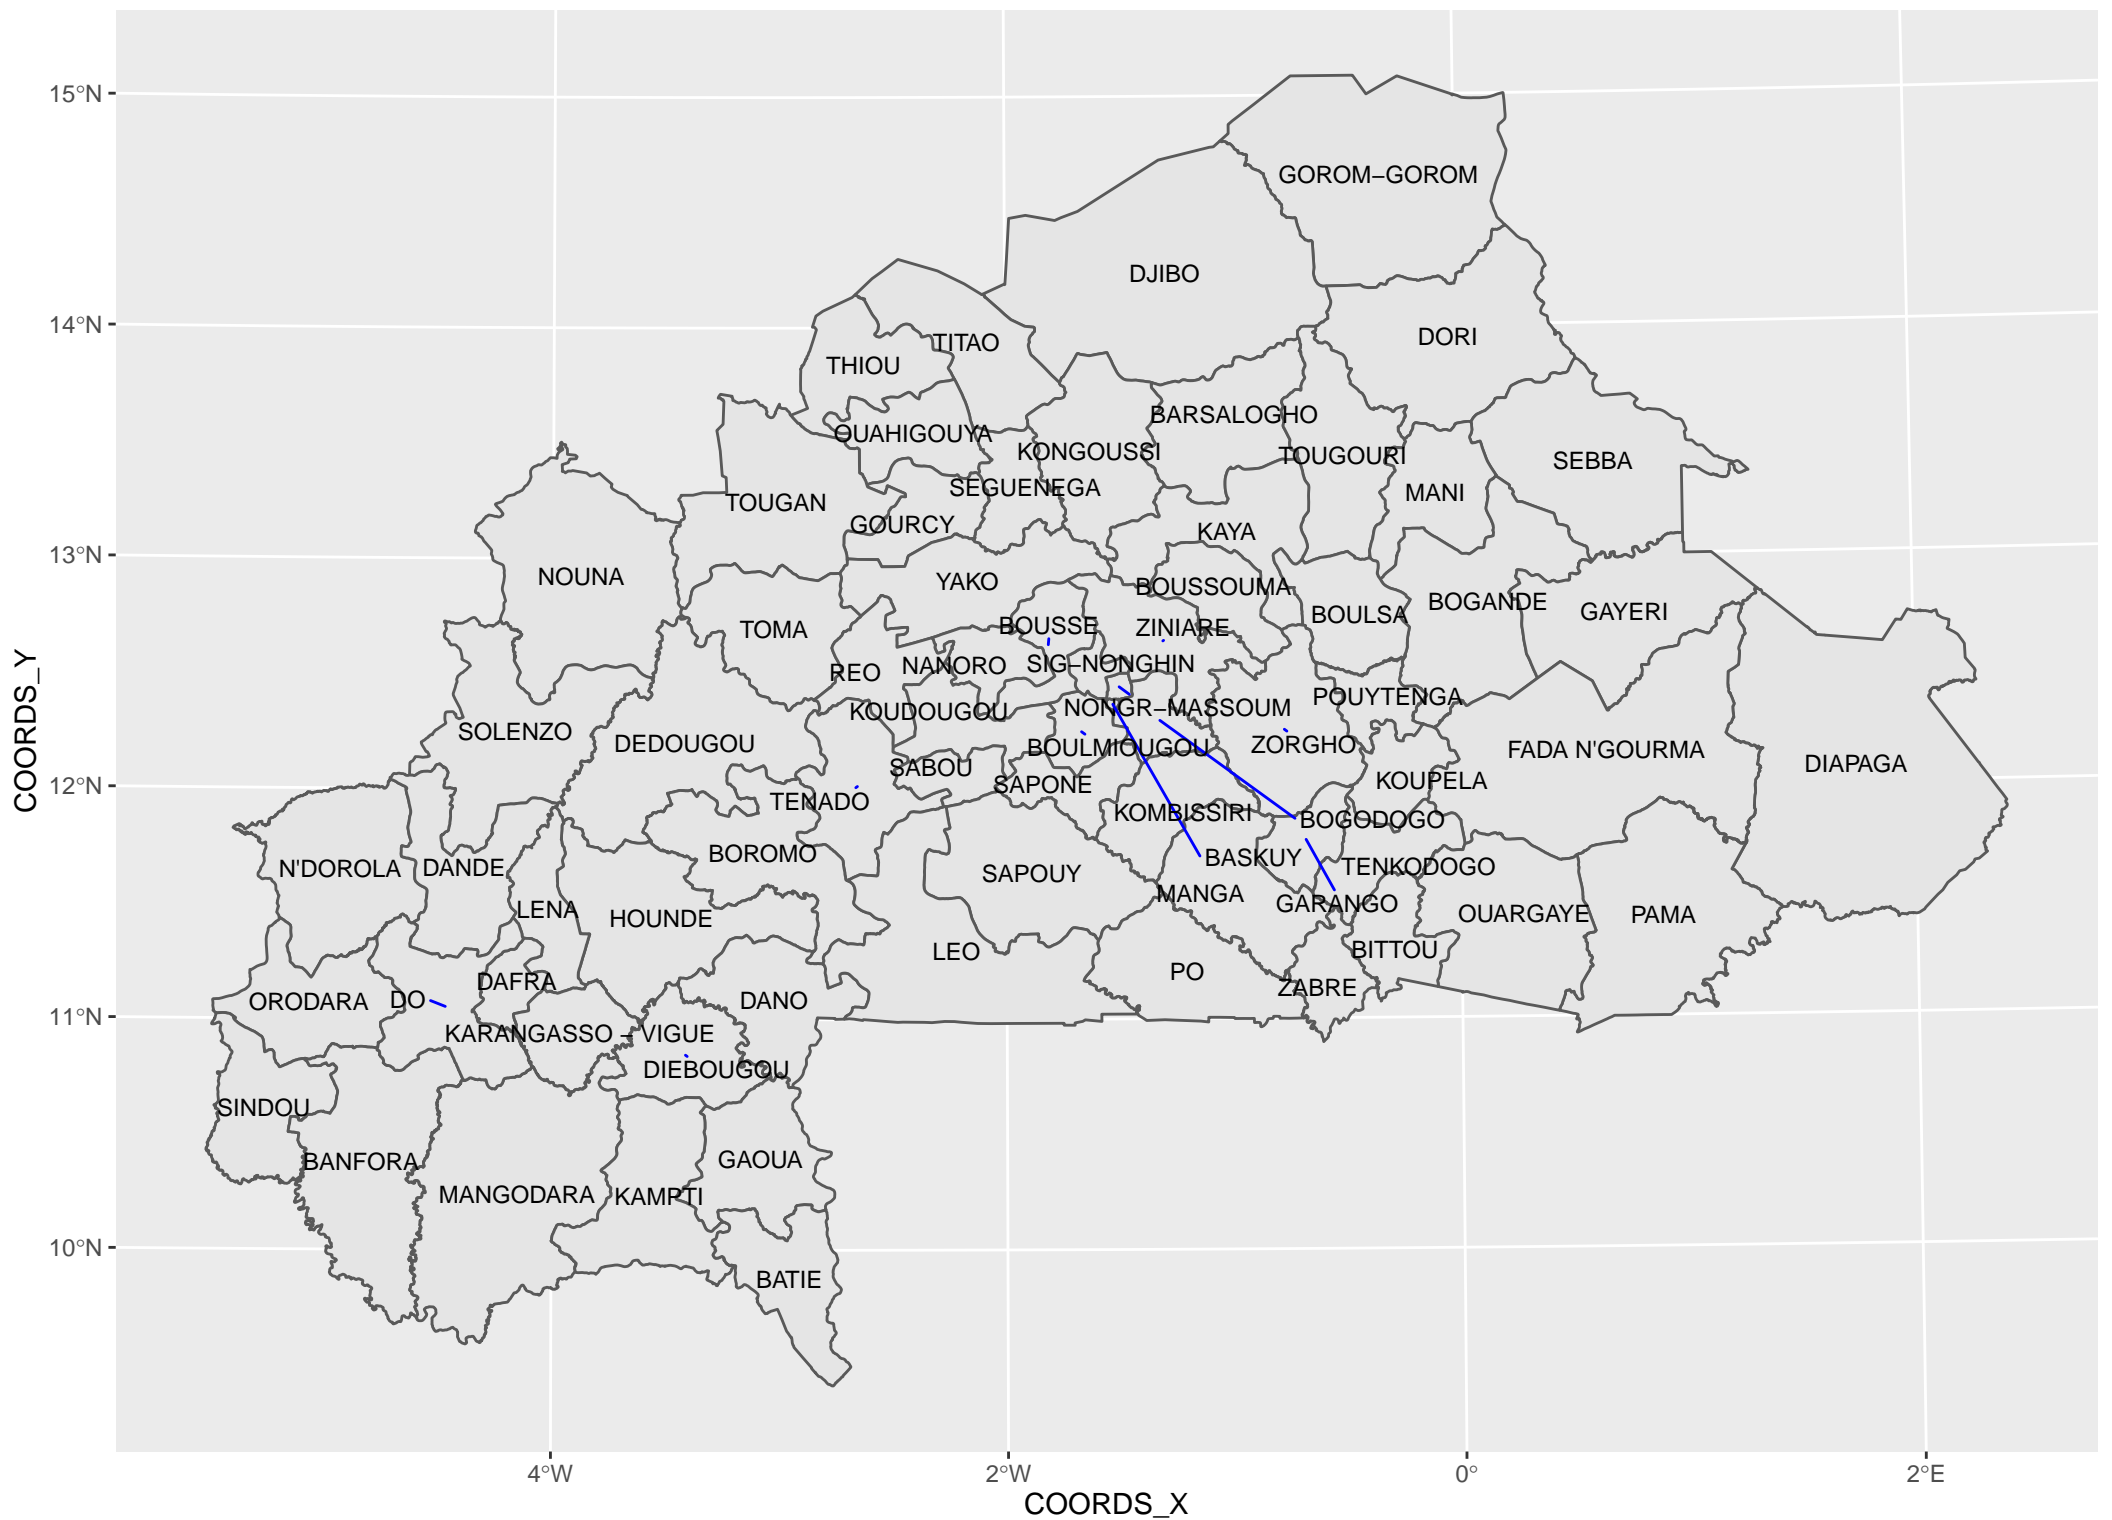 15°N
GOROM–GOROM
DJIBO
14°N
DORI
TITAO
THIOU
BARSALOGHO
OUAHIGOUYA
KONGOUSSI
TOUGOURI
SEBBA
SEGUENEGA
MANI
TOUGAN
GOURCY
KAYA
13°N
NOUNA
YAKO
BOUSSOUMA
BOGANDE
GAYERI
BOULSA
TOMA
BOUSSE
ZINIARE
REO
NANORO
SIG–NONGHIN
POUYTENGA
KOUDOUGOU
NONGR–MASSOUM
SOLENZO
DEDOUGOU
BOULMIOUGOU
ZORGHO
FADA N'GOURMA
DIAPAGA
COORDS_Y
SABOU
12°N
SAPONE
KOUPELA
TENADO
KOMBISSIRI
BOGODOGO
BOROMO
BASKUY
N'DOROLA
DANDE
SAPOUY
TENKODOGO
MANGA
GARANGO
LENA
HOUNDE
OUARGAYE
PAMA
LEO
BITTOU
PO
DAFRA
ZABRE
ORODARA
DO
DANO
11°N
KARANGASSO – VIGUE
DIEBOUGOU
SINDOU
BANFORA
GAOUA
MANGODARA
KAMPTI
10°N
BATIE
4°W
2°W
0°
2°E
COORDS_X